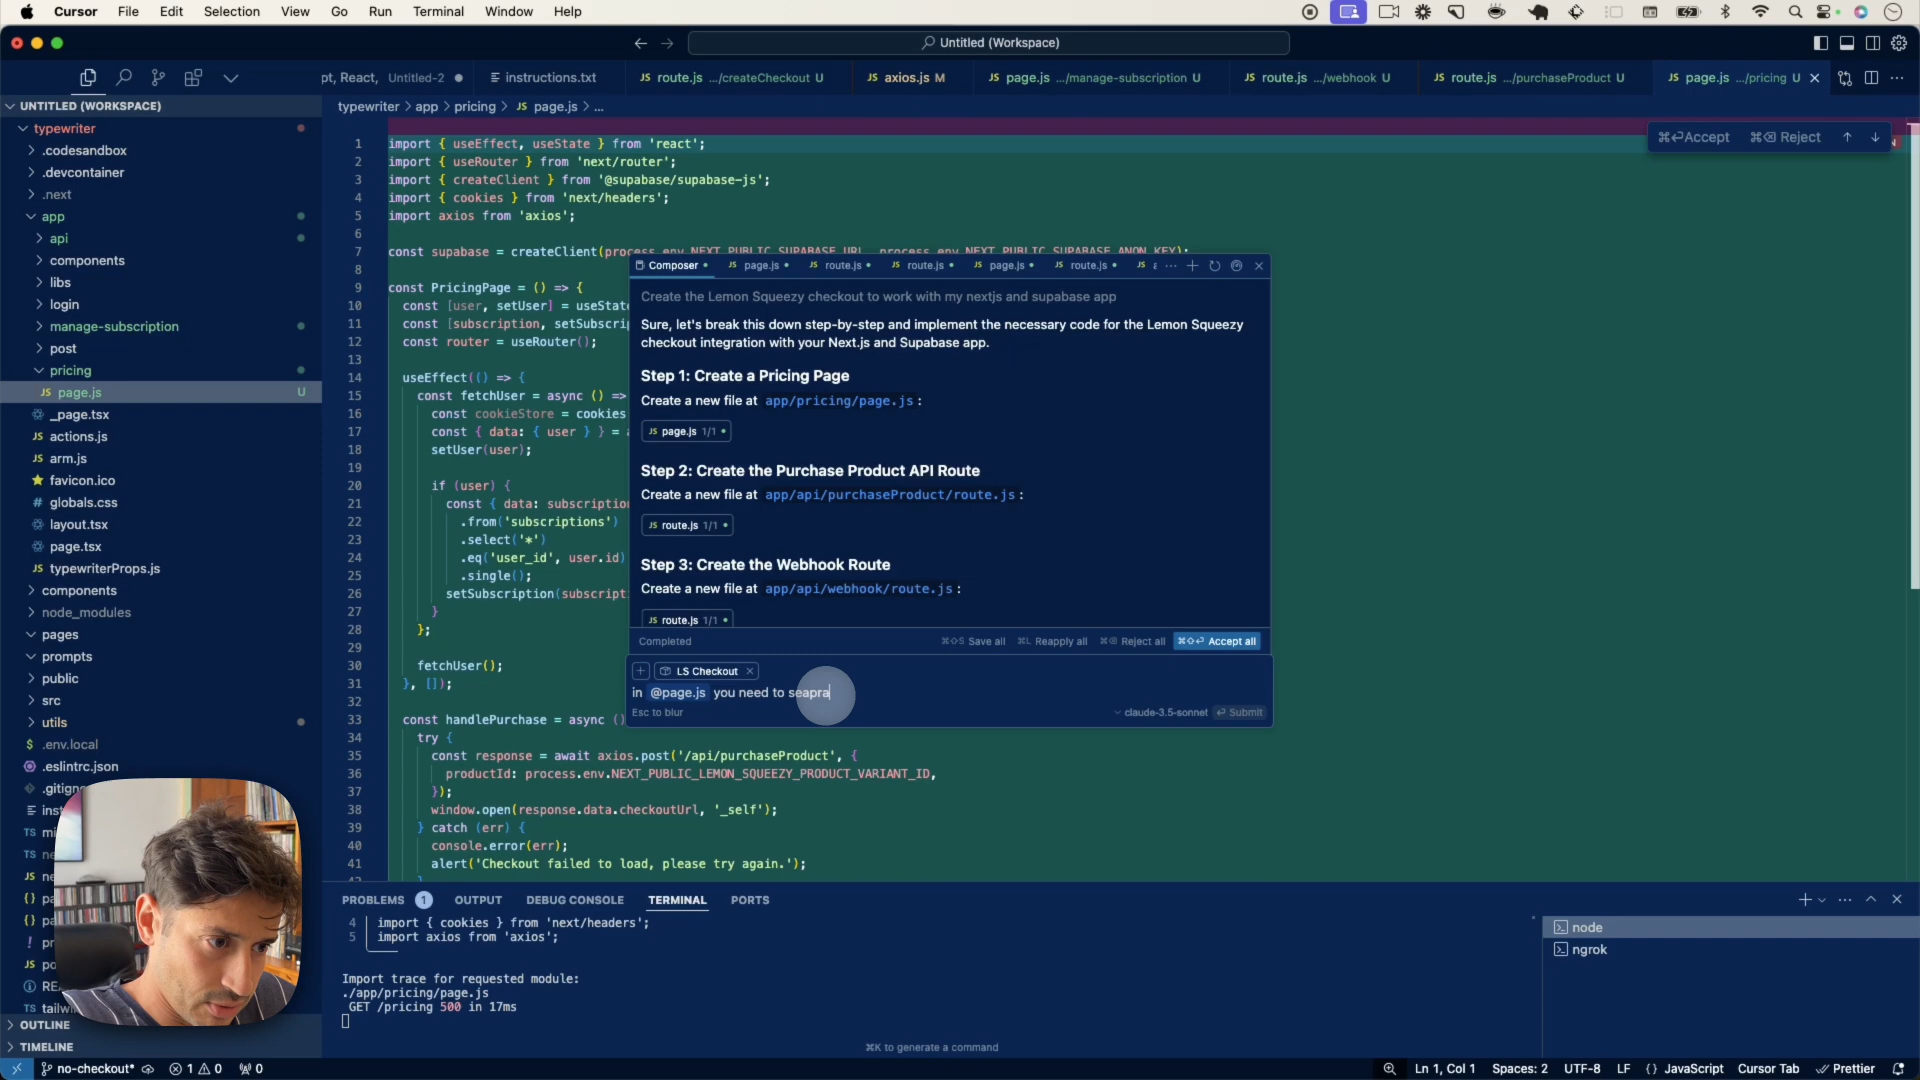 Cursor File Edit Selection View Go Run Terminal Window Help
Untitled (Workspace)
pt, React, Untitled-2
instructions.txt
JS route.js .../createCheckout U
JS axios.js M
JS page.js .../manage-subscription U
JS route.js .../webhook U
JS route.js .../purchaseProduct U
JS page.js .../pricing U
UNTITLED (WORKSPACE)
typewriter
.codesandbox
.devcontainer
.next
app
api
components
libs
login
manage-subscription
post
pricing
JS page.js U
_page.tsx
JS actions.js
JS arm.js
favicon.ico
# globals.css
layout.tsx
page.tsx
JS typewriterProps.js
components
node_modules
pages
prompts
public
src
utils
$ .env.local
.eslintrc.json
OUTLINE
TIMELINE
typewriter > app > pricing > JS page.js > ...
⌘⏎Accept ⌘⌫ Reject ↑ ↓
1 import { useEffect, useState } from 'react';
2 import { useRouter } from 'next/router';
3 import { createClient } from '@supabase/supabase-js';
4 import { cookies } from 'next/headers';
5 import axios from 'axios';
6
7 const supabase = createClient(process.env.NEXT_PUBLIC_SUPABASE_URL, process.env.NEXT_PUBLIC_SUPABASE_ANON_KEY);
8
9 const PricingPage = () => {
10 const [user, setUser] = useState
11 const [subscription, setSubscri
12 const router = useRouter();
13
14 useEffect(() => {
15 const fetchUser = async () =>
16 const cookieStore = cookies
17 const { data: { user } } = a
18 setUser(user);
19
20 if (user) {
21 const { data: subscription
22 .from('subscriptions')
23 .select('*')
24 .eq('user_id', user.id)
25 .single();
26 setSubscription(subscripti
27 }
28 };
29
30 fetchUser();
31 }, []);
32
33 const handlePurchase = async ()
34 try {
35 const response = await axios.post('/api/purchaseProduct', {
36 productId: process.env.NEXT_PUBLIC_LEMON_SQUEEZY_PRODUCT_VARIANT_ID,
37 });
38 window.open(response.data.checkoutUrl, '_self');
39 } catch (err) {
40 console.error(err);
41 alert('Checkout failed to load, please try again.');
Composer JS page.js JS route.js JS route.js JS page.js JS route.js JS
Create the Lemon Squeezy checkout to work with my nextjs and supabase app
Sure, let's break this down step-by-step and implement the necessary code for the Lemon Squeezy
checkout integration with your Next.js and Supabase app.
Step 1: Create a Pricing Page
Create a new file at app/pricing/page.js :
JS page.js 1/1
Step 2: Create the Purchase Product API Route
Create a new file at app/api/purchaseProduct/route.js :
JS route.js 1/1
Step 3: Create the Webhook Route
Create a new file at app/api/webhook/route.js :
JS route.js 1/1
Completed
⌘⇧S Save all ⌘L Reapply all ⌘⌫ Reject all ⌘⇧⏎ Accept all
+ LS Checkout ×
in @page.js you need to seapra
Esc to blur
claude-3.5-sonnet ⏎ Submit
PROBLEMS 1 OUTPUT DEBUG CONSOLE TERMINAL PORTS
4 | import { cookies } from 'next/headers';
5 | import axios from 'axios';
Import trace for requested module:
./app/pricing/page.js
GET /pricing 500 in 17ms
⌘K to generate a command
node
ngrok
no-checkout* 1 0 0
Ln 1, Col 1 Spaces: 2 UTF-8 LF {} JavaScript Cursor Tab Prettier